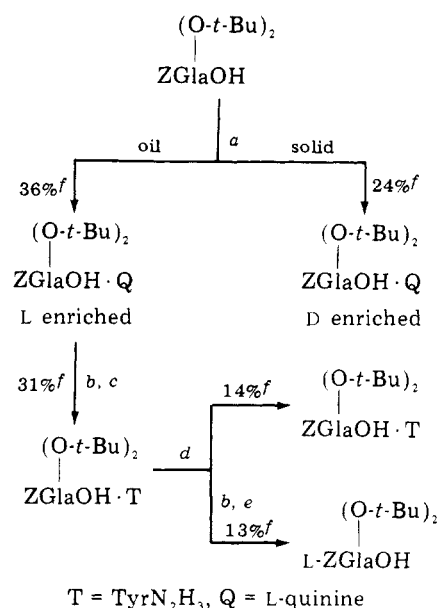 (O-t-Bu)2
ZGlaOH
oil a solid
36%f 24%f
(O-t-Bu)2 (O-t-Bu)2
ZGlaOH · Q ZGlaOH · Q
L enriched D enriched
31%f b, c 14%f (O-t-Bu)2
(O-t-Bu)2 ZGlaOH · T
d
ZGlaOH · T b, e
13%f (O-t-Bu)2
L-ZGlaOH
T = TyrN2H3, Q = L-quinine